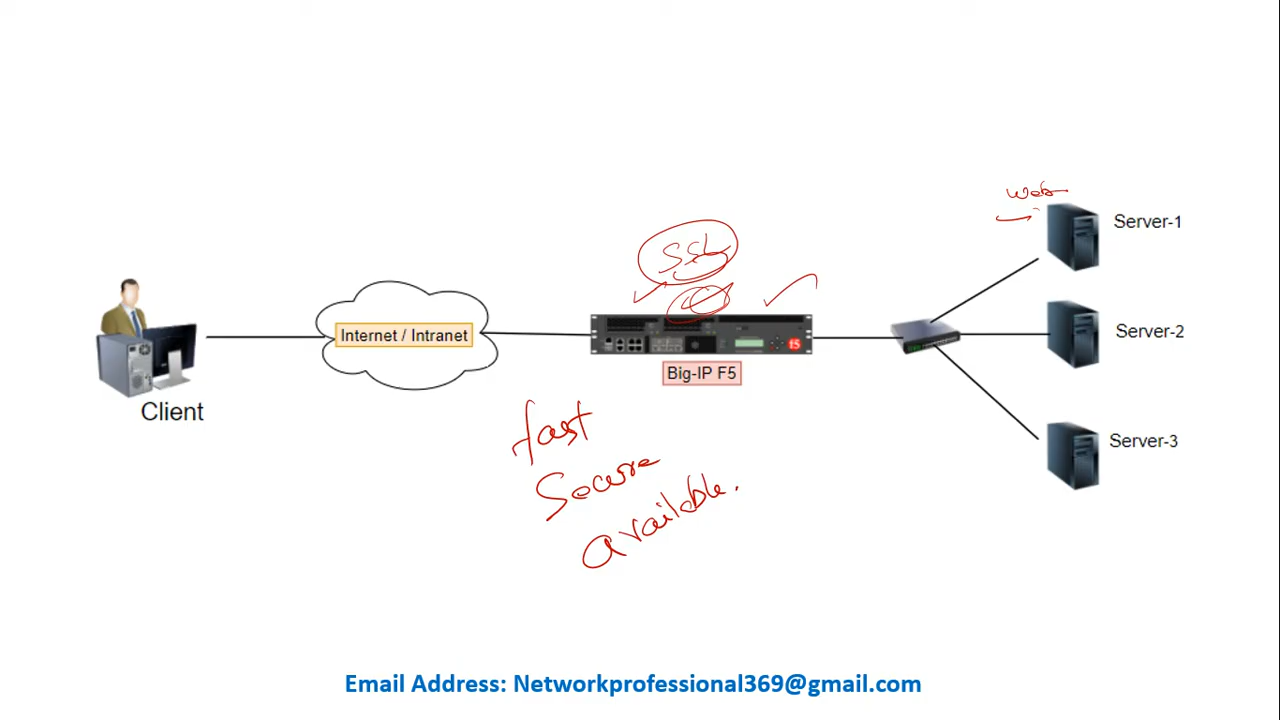 web
Server-1
SSL
Internet / Intranet
f5
Server-2
Big-IP F5
Client
fast
Secure
available.
Server-3
Email Address: Networkprofessional369@gmail.com